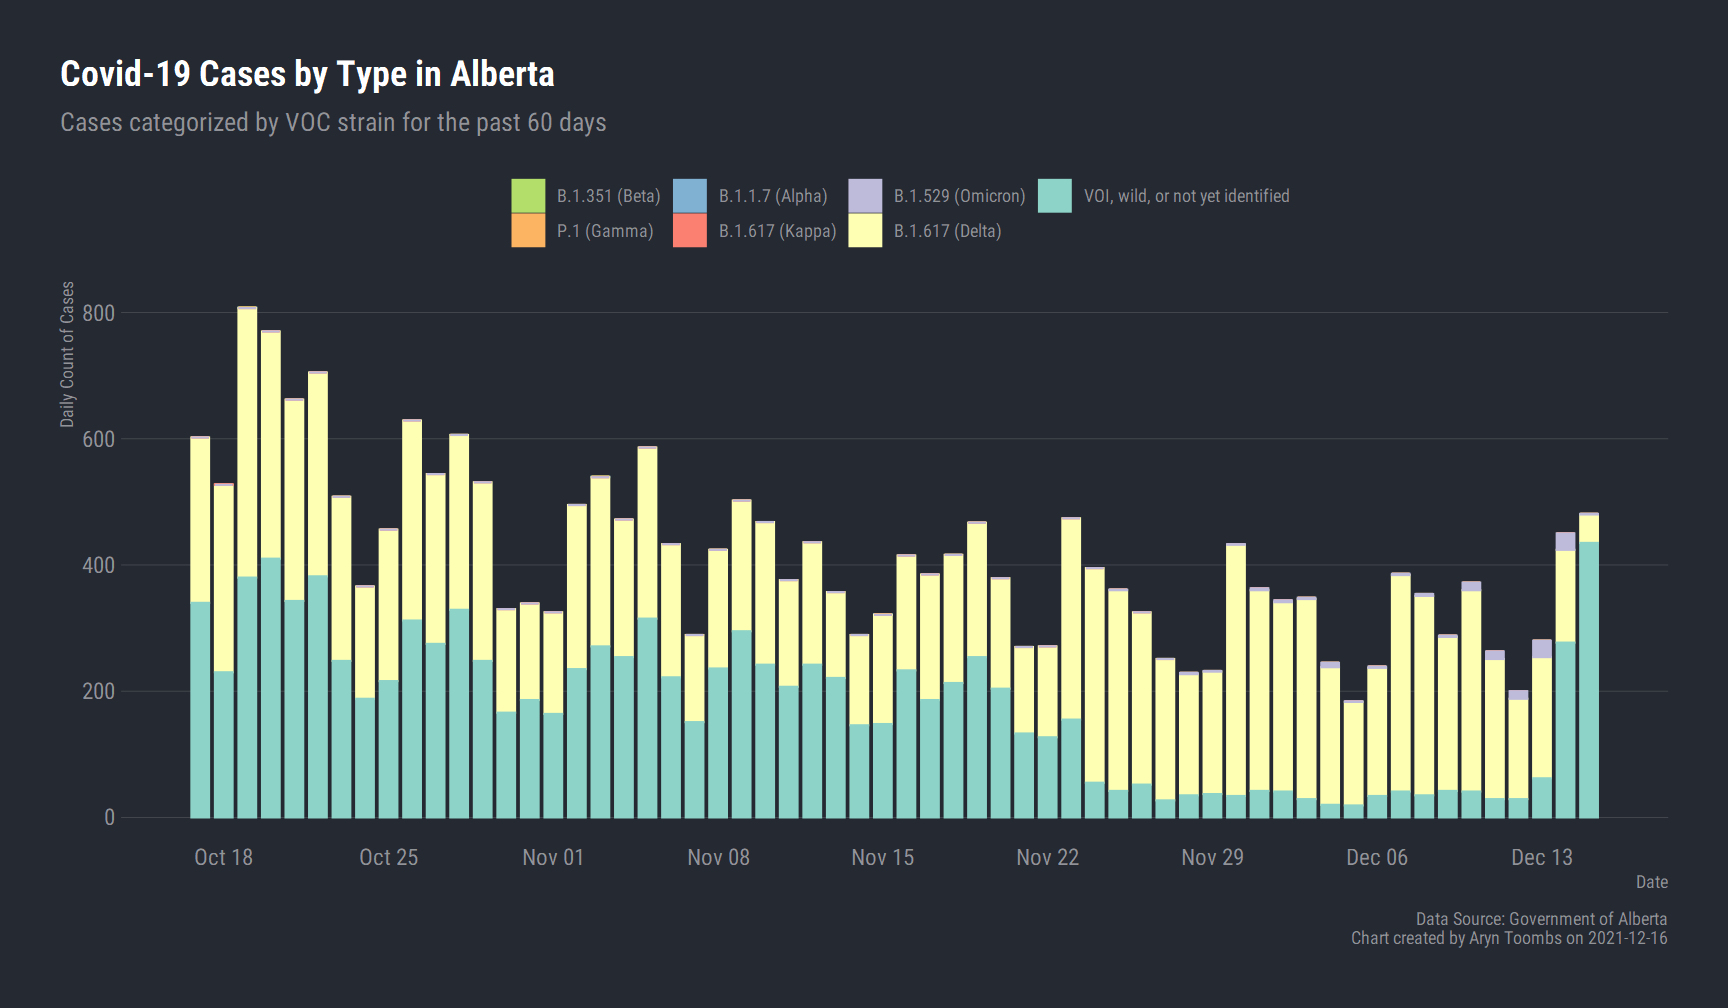 Covid-19 Cases by Type in Alberta
Cases categorized by VOC strain for the past 60 days
B.1.351 (Beta) B.1.1.7 (Alpha) B.1.529 (Omicron) VOI, wild, or not yet identified
P.1 (Gamma) B.1.617 (Kappa) B.1.617 (Delta)
Daily Count of Cases
800
600
400
200
0
Oct 18 Oct 25 Nov 01 Nov 08 Nov 15 Nov 22 Nov 29 Dec 06 Dec 13
Date
Data Source: Government of Alberta
Chart created by Aryn Toombs on 2021-12-16